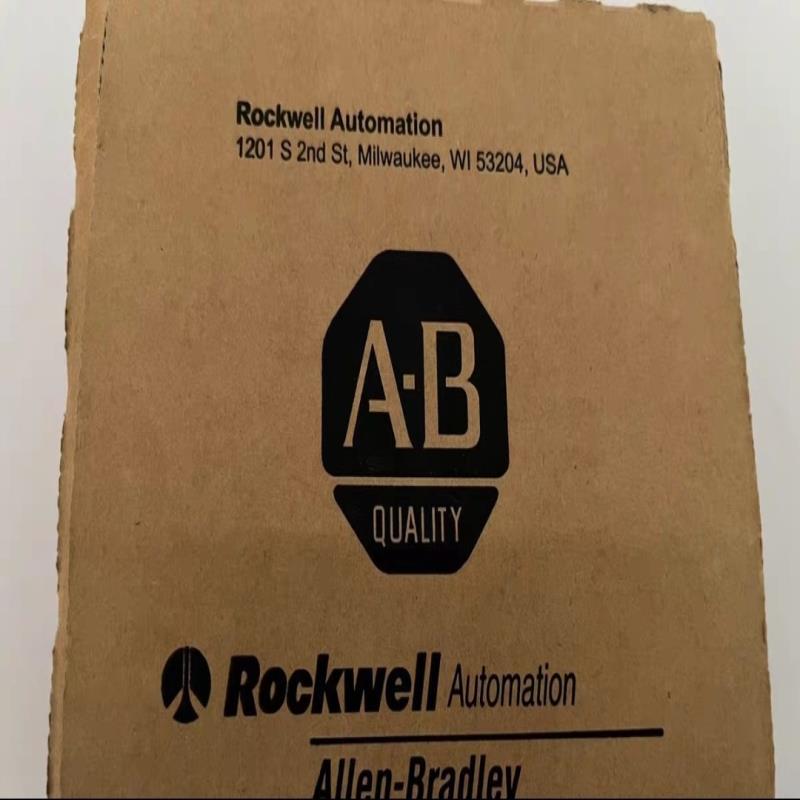 Rockwell Automation
1201 S 2nd St, Milwaukee, WI 53204, USA
A-B
QUALITY
Rockwell Automation
Allen-Bradley